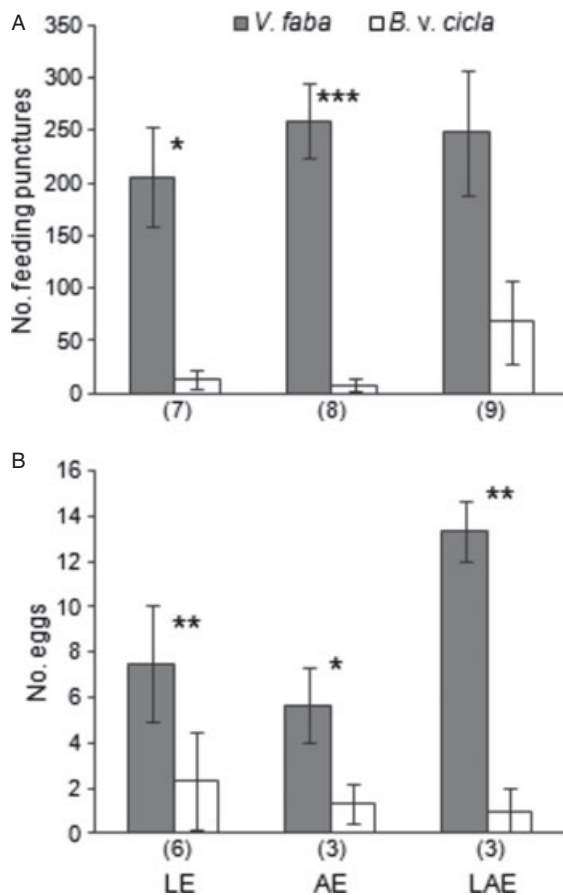 A
V. faba B. v. cicla
No. feeding punctures
350
300
250
200
150
100
50
0
*
***
(7) (8) (9)
B
No. eggs
16
14
12
10
8
6
4
2
0
**
*
**
(6) (3) (3)
LE AE LAE